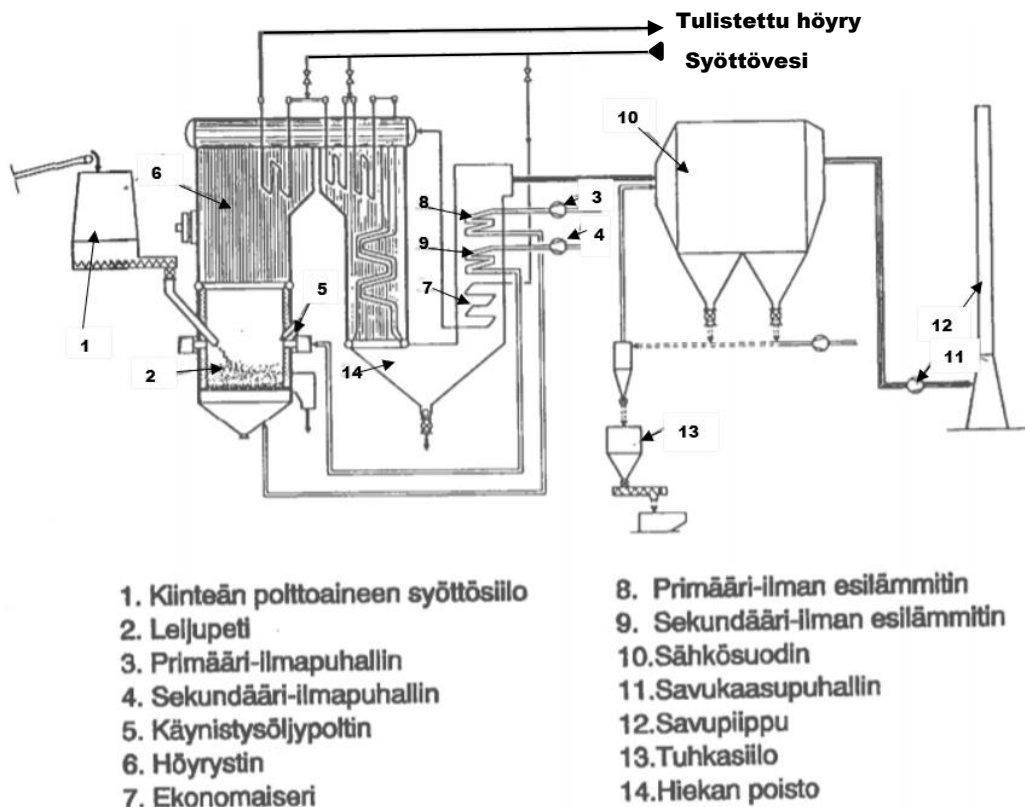 Tulistettu höyry
Syöttövesi
10
6
3
8
4
9
7
5
1
2
14
12
11
13
1. Kiinteän polttoaineen syöttösiilo
2. Leijupeti
3. Primääri-ilmapuhallin
4. Sekundääri-ilmapuhallin
5. Käynistysöljypoltin
6. Höyrystin
7. Ekonomaiseri
8. Primääri-ilman esilämmitin
9. Sekundääri-ilman esilämmitin
10.Sähkösuodin
11.Savukaasupuhallin
12.Savupiippu
13.Tuhkasiilo
14.Hiekan poisto